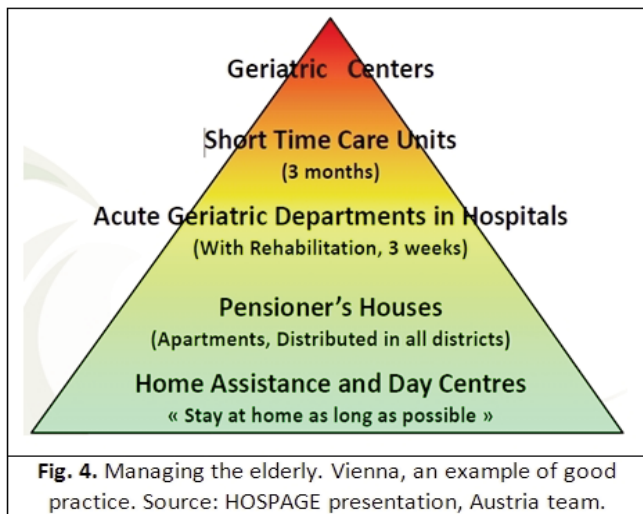 Geriatric Centers
Short Time Care Units
(3 months)
Acute Geriatric Departments in Hospitals
(With Rehabilitation, 3 weeks)
Pensioner's Houses
(Apartments, Distributed in all districts)
Home Assistance and Day Centres
« Stay at home as long as possible »
Fig. 4. Managing the elderly. Vienna, an example of good
practice. Source: HOSPAGE presentation, Austria team.